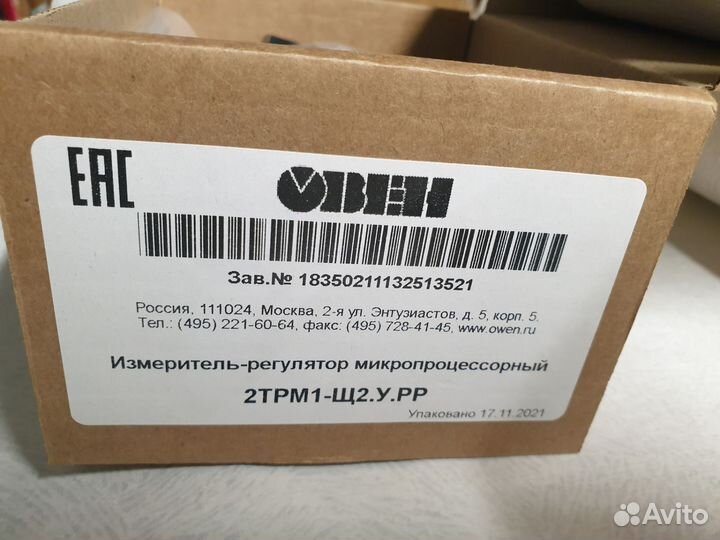 EAC
ОВЕН
Зав.№ 18350211132513521
Россия, 111024, Москва, 2-я ул. Энтузиастов, д. 5, корп. 5,
Тел.: (495) 221-60-64, факс: (495) 728-41-45, www.owen.ru
Измеритель-регулятор микропроцессорный
2ТРМ1-Щ2.У.РР
Упаковано 17.11.2021
Avito